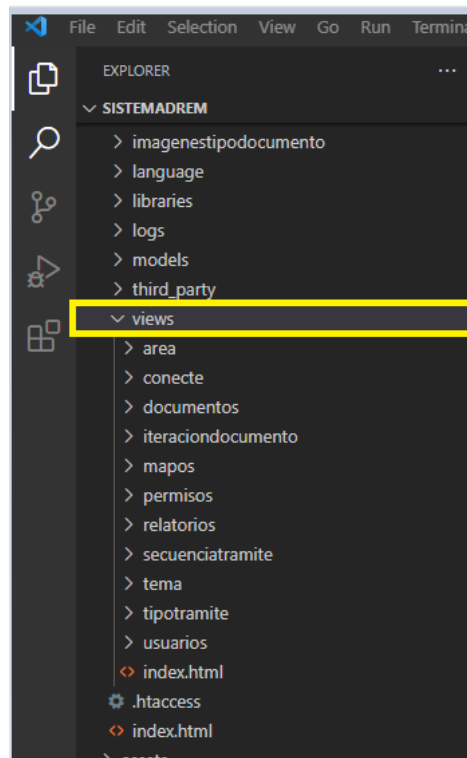 File Edit Selection View Go Run Termina
EXPLORER ...
SISTEMADREM
imagenestipodocumento
language
libraries
logs
models
third_party
views
area
conecte
documentos
iteraciondocumento
mapos
permisos
relatorios
secuenciatramite
tema
tipotramite
usuarios
index.html
.htaccess
index.html